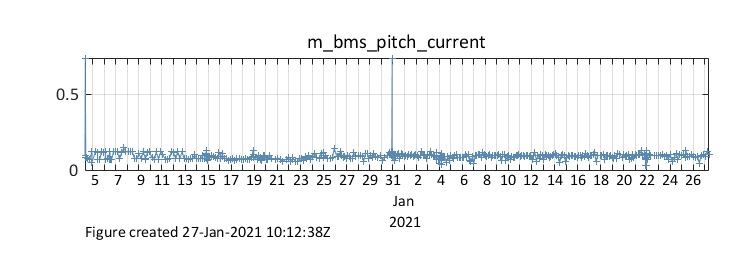 m_bms_pitch_current
0.5
0
5 7 9 11 13 15 17 19 21 23 25 27 29 31 2 4 6 8 10 12 14 16 18 20 22 24 26
Jan
2021
Figure created 27-Jan-2021 10:12:38Z